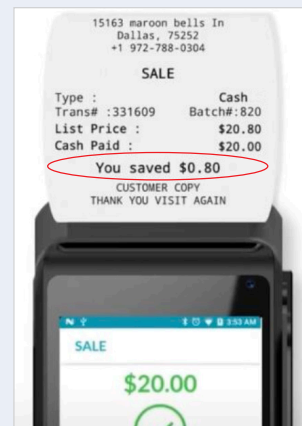 15163 maroon bells In
Dallas, 75252
+1 972-788-0304
SALE
Type : Cash
Trans# :331609 Batch#:820
List Price : $20.80
Cash Paid : $20.00
You saved $0.80
CUSTOMER COPY
THANK YOU VISIT AGAIN
2:53 AM
SALE
$20.00